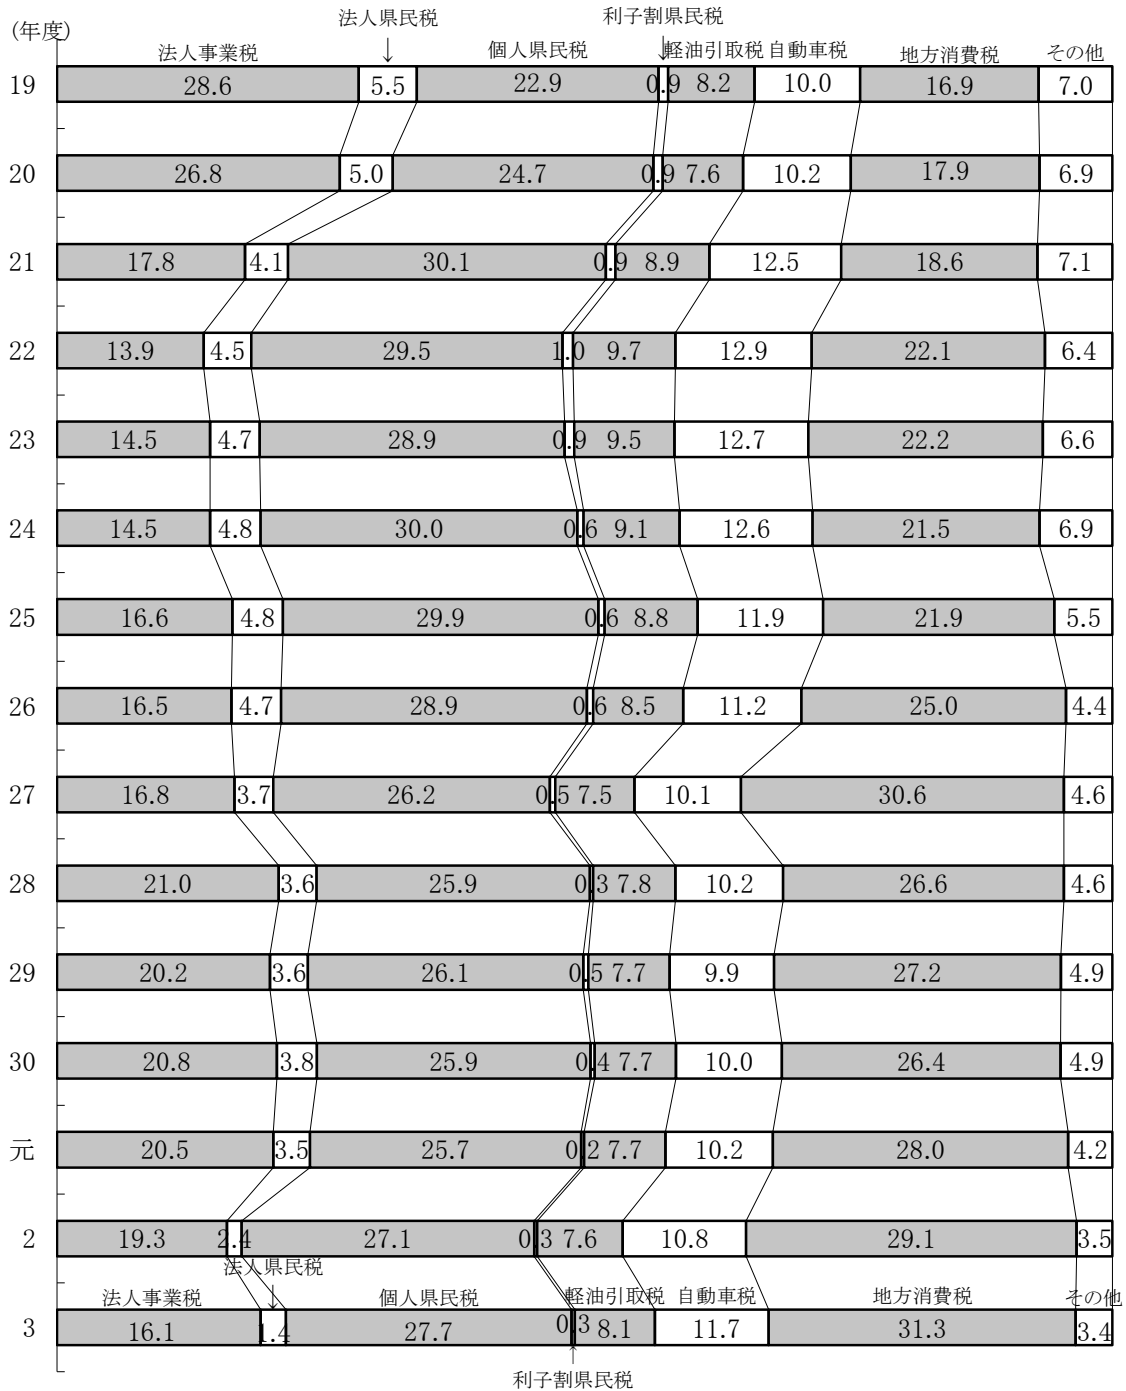 法人県民税 利子割県民税
(年度)
法人事業税 ↓ 個人県民税 軽油引取税 自動車税 地方消費税 その他
19 28.6 5.5 22.9 0.9 8.2 10.0 16.9 7.0
20 26.8 5.0 24.7 0.9 7.6 10.2 17.9 6.9
21 17.8 4.1 30.1 0.9 8.9 12.5 18.6 7.1
22 13.9 4.5 29.5 1.0 9.7 12.9 22.1 6.4
23 14.5 4.7 28.9 0.9 9.5 12.7 22.2 6.6
24 14.5 4.8 30.0 0.6 9.1 12.6 21.5 6.9
25 16.6 4.8 29.9 0.6 8.8 11.9 21.9 5.5
26 16.5 4.7 28.9 0.6 8.5 11.2 25.0 4.4
27 16.8 3.7 26.2 0.5 7.5 10.1 30.6 4.6
28 21.0 3.6 25.9 0.3 7.8 10.2 26.6 4.6
29 20.2 3.6 26.1 0.5 7.7 9.9 27.2 4.9
30 20.8 3.8 25.9 0.4 7.7 10.0 26.4 4.9
元 20.5 3.5 25.7 0.2 7.7 10.2 28.0 4.2
2 19.3 2.4 27.1 0.3 7.6 10.8 29.1 3.5
法人県民税
法人事業税 ↓ 個人県民税 軽油引取税 自動車税 地方消費税 その他
3 16.1 1.4 27.7 0.3 8.1 11.7 31.3 3.4
利子割県民税